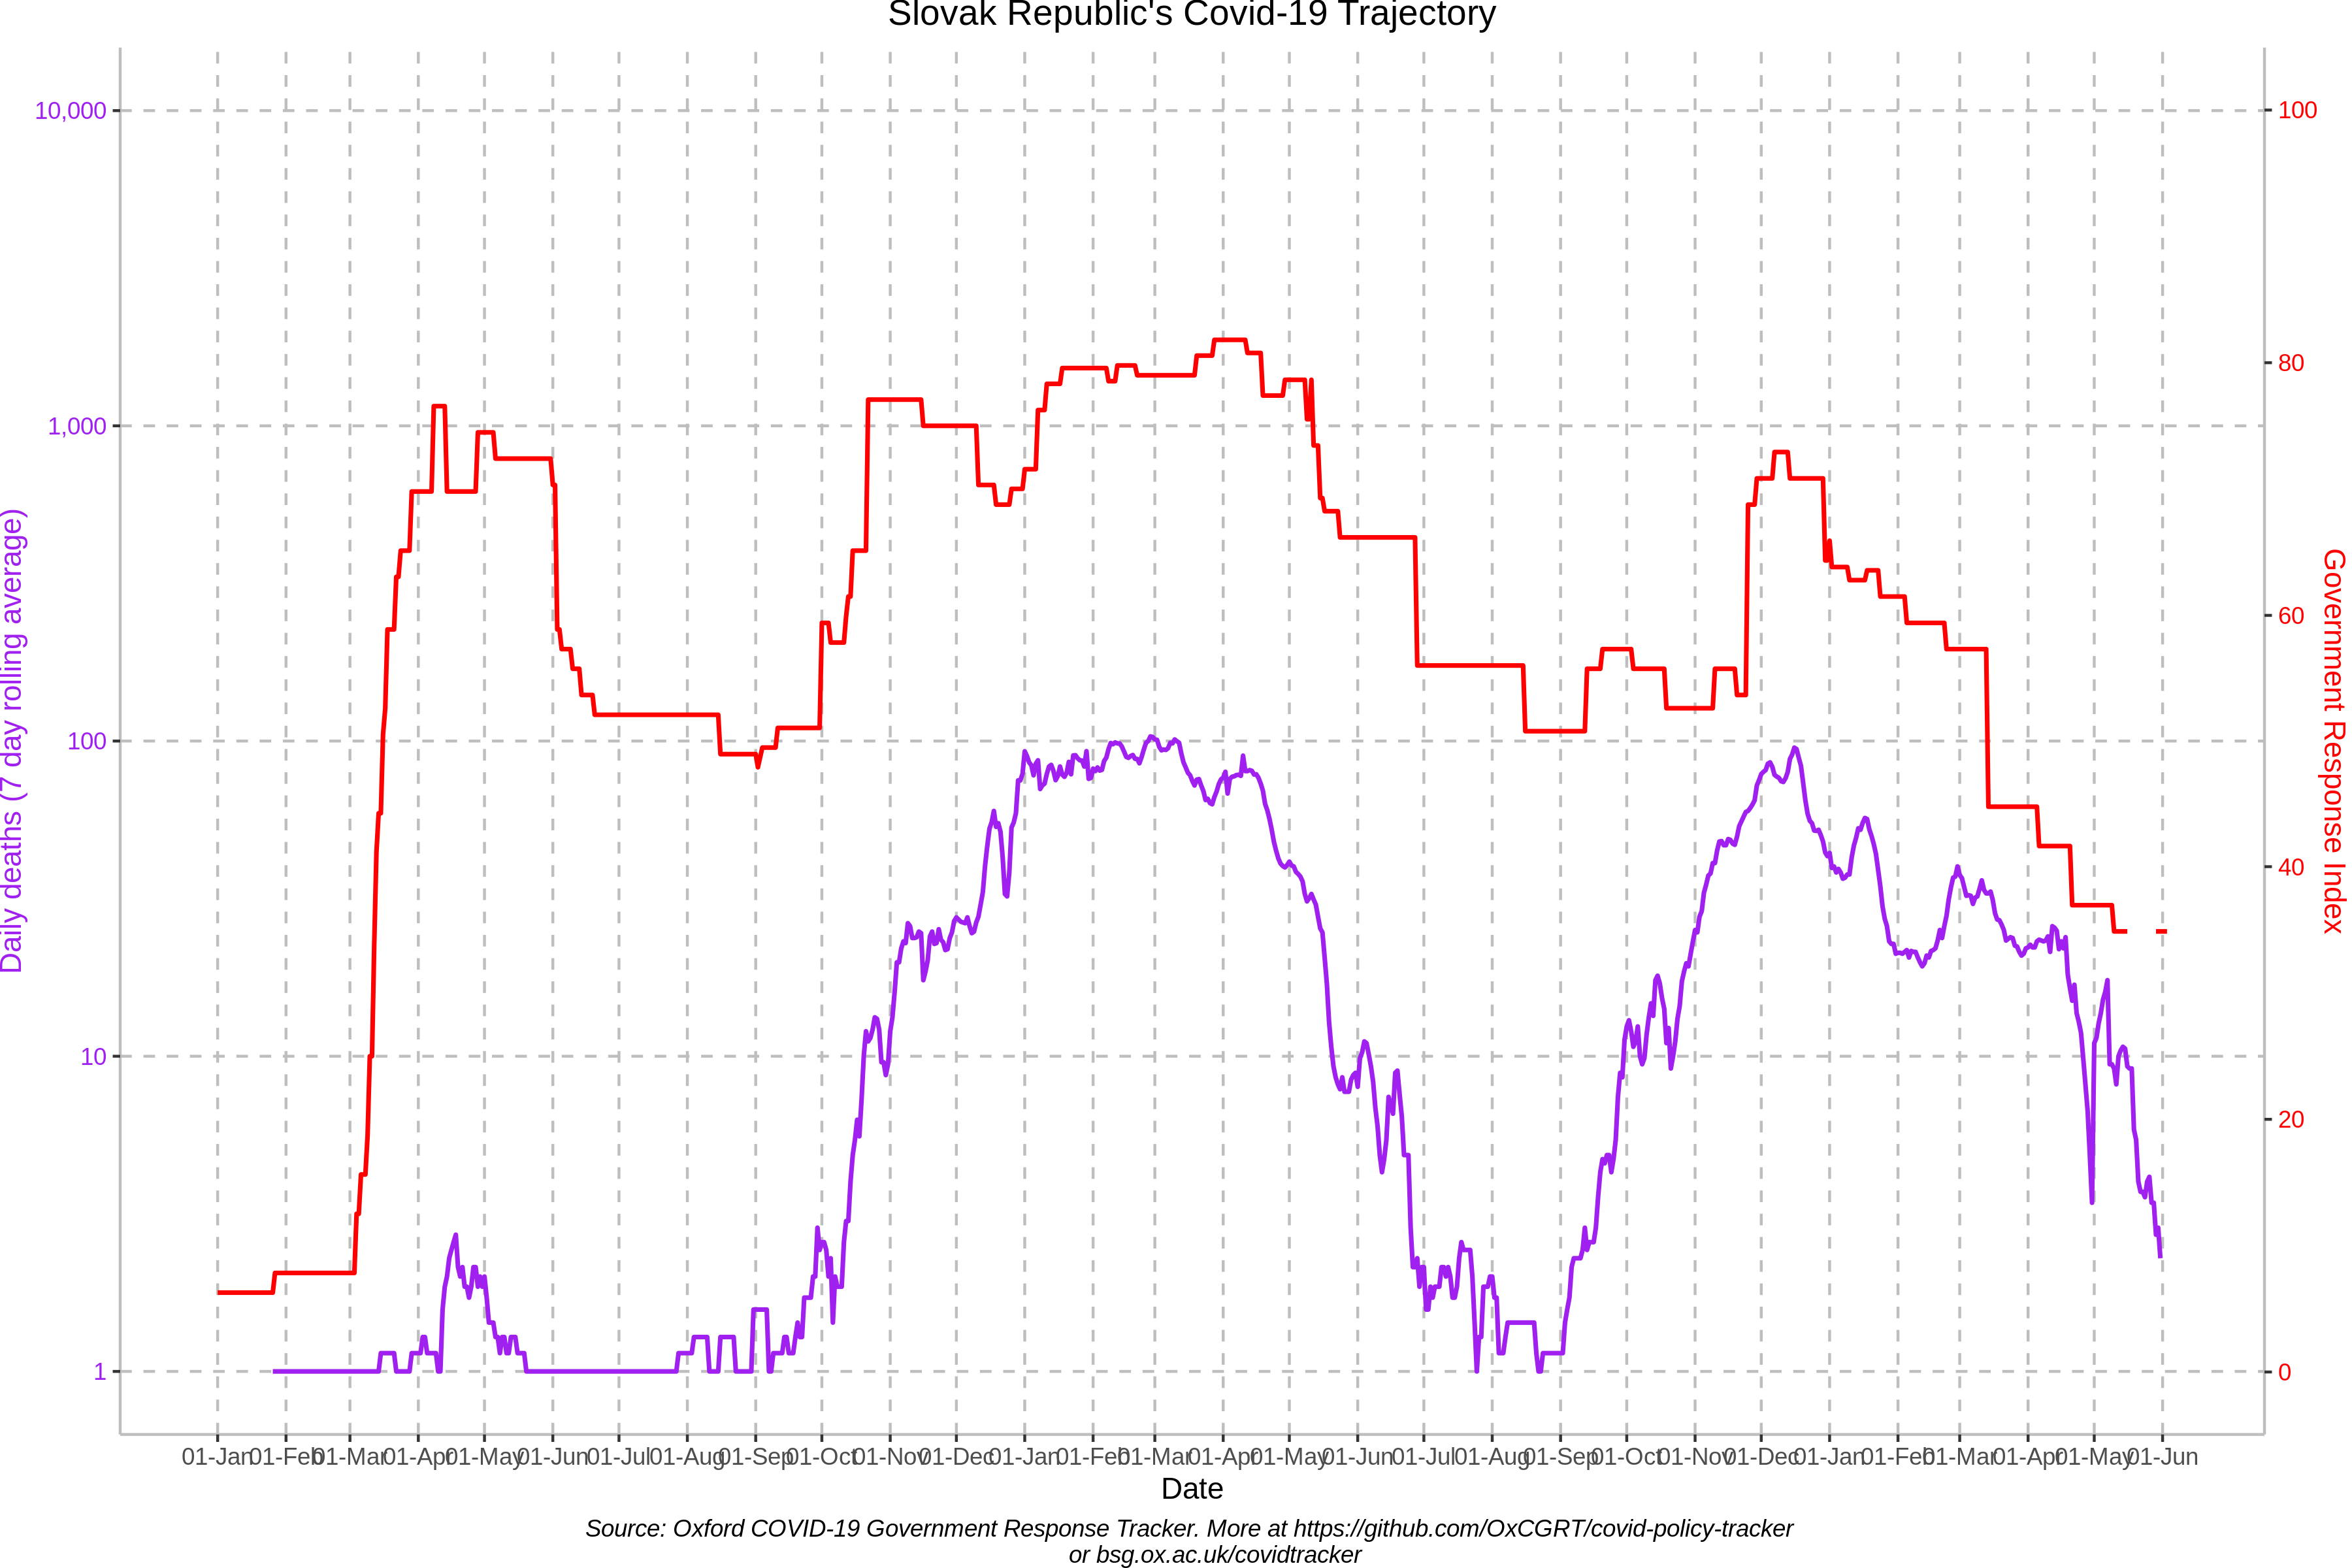 Slovak Republic's Covid-19 Trajectory
10,000
1,000
100
10
1
Daily deaths (7 day rolling average)
100
80
60
40
20
0
Government Response Index
01-Jan 01-Feb 01-Mar 01-Apr 01-May 01-Jun 01-Jul 01-Aug 01-Sep 01-Oct 01-Nov 01-Dec 01-Jan 01-Feb 01-Mar 01-Apr 01-May 01-Jun 01-Jul 01-Aug 01-Sep 01-Oct 01-Nov 01-Dec 01-Jan 01-Feb 01-Mar 01-Apr 01-May 01-Jun
Date
Source: Oxford COVID-19 Government Response Tracker. More at https://github.com/OxCGRT/covid-policy-tracker
or bsg.ox.ac.uk/covidtracker